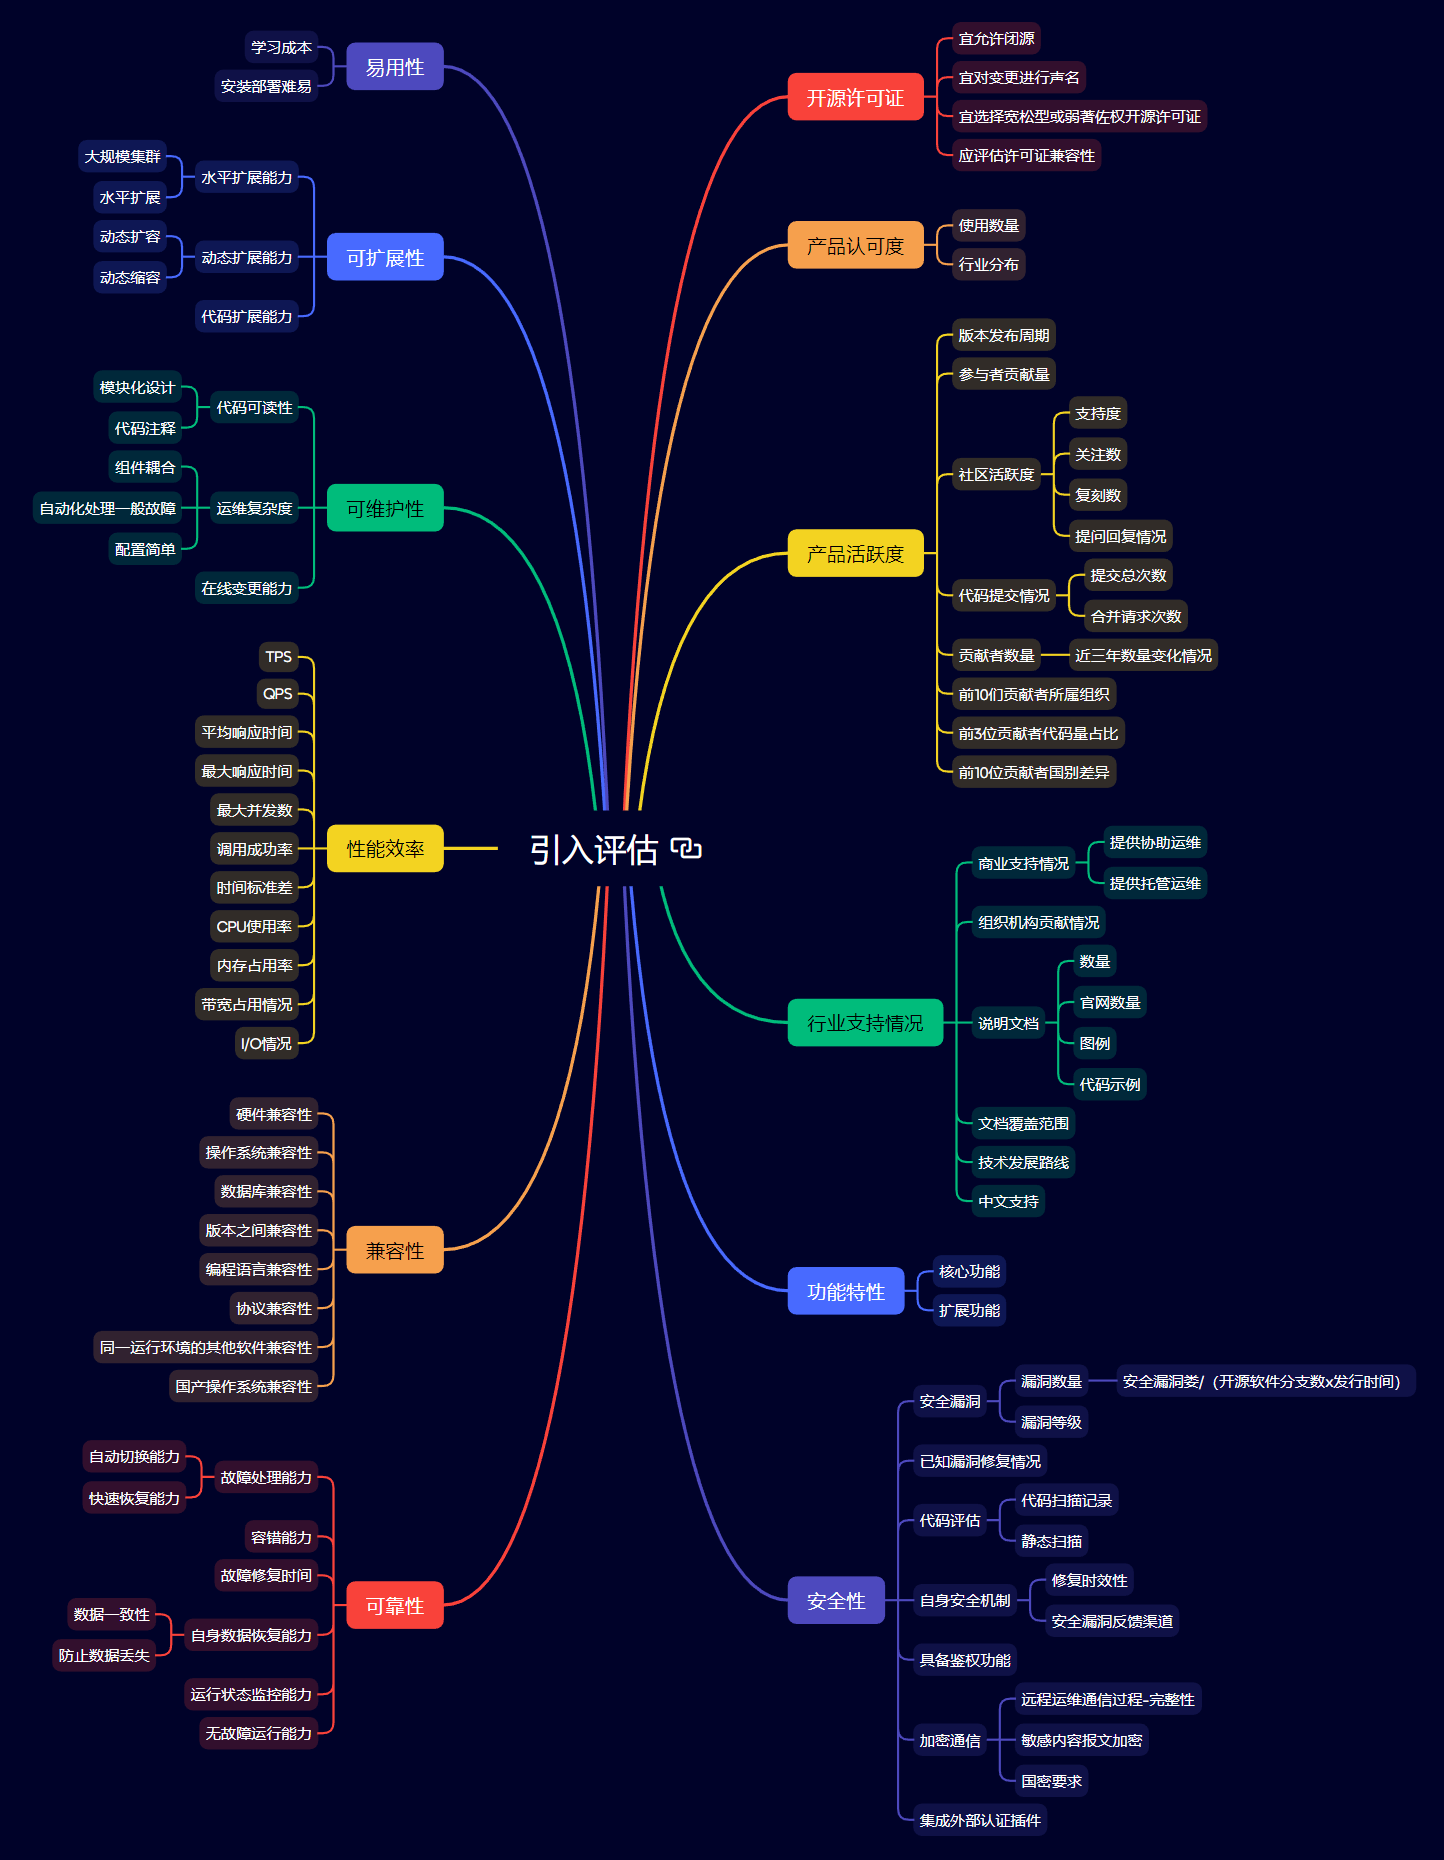 引入评估
开源许可证
宜允许闭源
宜对变更进行声名
宜选择宽松型或弱著佐权开源许可证
应评估许可证兼容性
产品认可度
使用数量
行业分布
产品活跃度
版本发布周期
参与者贡献量
社区活跃度
支持度
关注数
复刻数
提问回复情况
代码提交情况
提交总次数
合并请求次数
贡献者数量
近三年数量变化情况
前10们贡献者所属组织
前3位贡献者代码量占比
前10位贡献者国别差异
行业支持情况
商业支持情况
提供协助运维
提供托管运维
组织机构贡献情况
说明文档
数量
官网数量
图例
代码示例
文档覆盖范围
技术发展路线
中文支持
功能特性
核心功能
扩展功能
安全性
安全漏洞
漏洞数量
安全漏洞娄/（开源软件分支数x发行时间）
漏洞等级
已知漏洞修复情况
代码评估
代码扫描记录
静态扫描
自身安全机制
修复时效性
安全漏洞反馈渠道
具备鉴权功能
加密通信
远程运维通信过程-完整性
敏感内容报文加密
国密要求
集成外部认证插件
易用性
学习成本
安装部署难易
可扩展性
水平扩展能力
大规模集群
水平扩展
动态扩展能力
动态扩容
动态缩容
代码扩展能力
可维护性
代码可读性
模块化设计
代码注释
运维复杂度
组件耦合
自动化处理一般故障
配置简单
在线变更能力
性能效率
TPS
QPS
平均响应时间
最大响应时间
最大并发数
调用成功率
时间标准差
CPU使用率
内存占用率
带宽占用情况
I/O情况
兼容性
硬件兼容性
操作系统兼容性
数据库兼容性
版本之间兼容性
编程语言兼容性
协议兼容性
同一运行环境的其他软件兼容性
国产操作系统兼容性
可靠性
故障处理能力
自动切换能力
快速恢复能力
容错能力
故障修复时间
自身数据恢复能力
数据一致性
防止数据丢失
运行状态监控能力
无故障运行能力